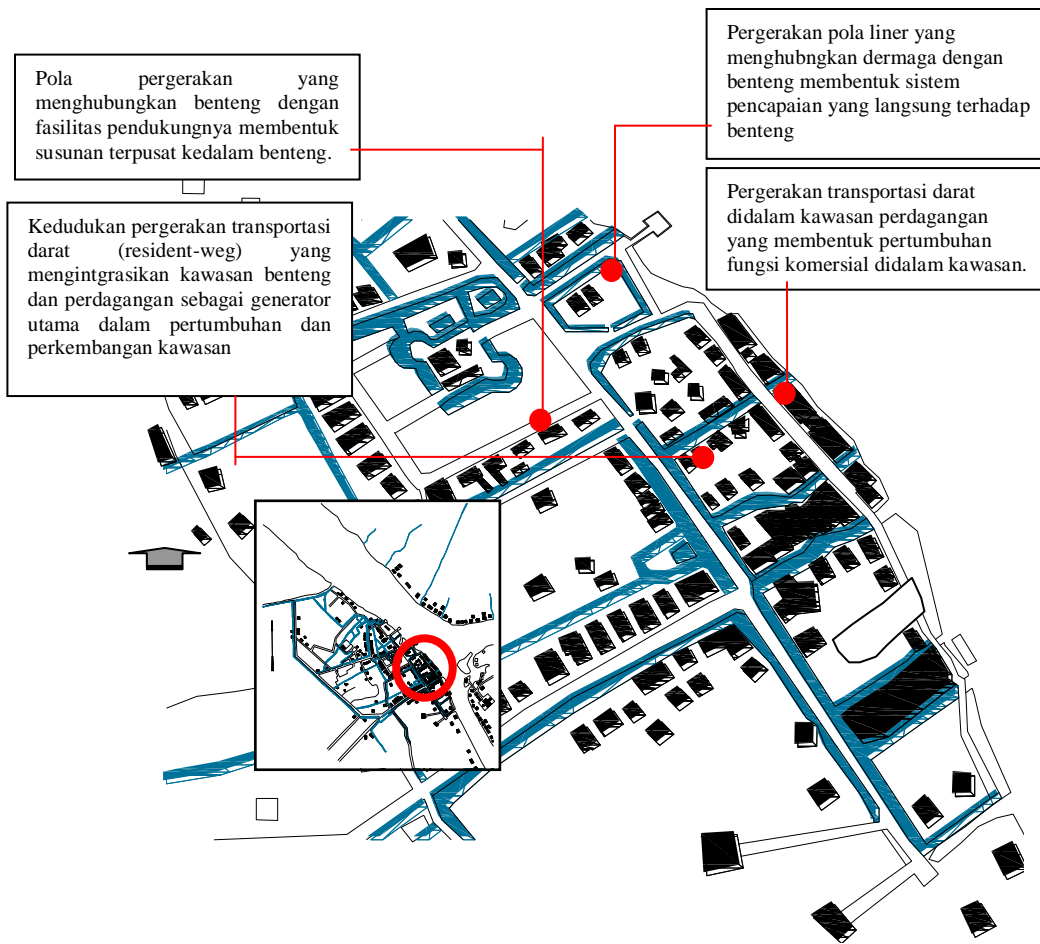 Pola pergerakan yang
menghubungkan benteng dengan
fasilitas pendukungnya membentuk
susunan terpusat kedalam benteng.
Pergerakan pola liner yang
menghubngkan dermaga dengan
benteng membentuk sistem
pencapaian yang langsung terhadap
benteng
Kedudukan pergerakan transportasi
darat (resident-weg) yang
mengintgrasikan kawasan benteng
dan perdagangan sebagai generator
utama dalam pertumbuhan dan
perkembangan kawasan
Pergerakan transportasi darat
didalam kawasan perdagangan
yang membentuk pertumbuhan
fungsi komersial didalam kawasan.